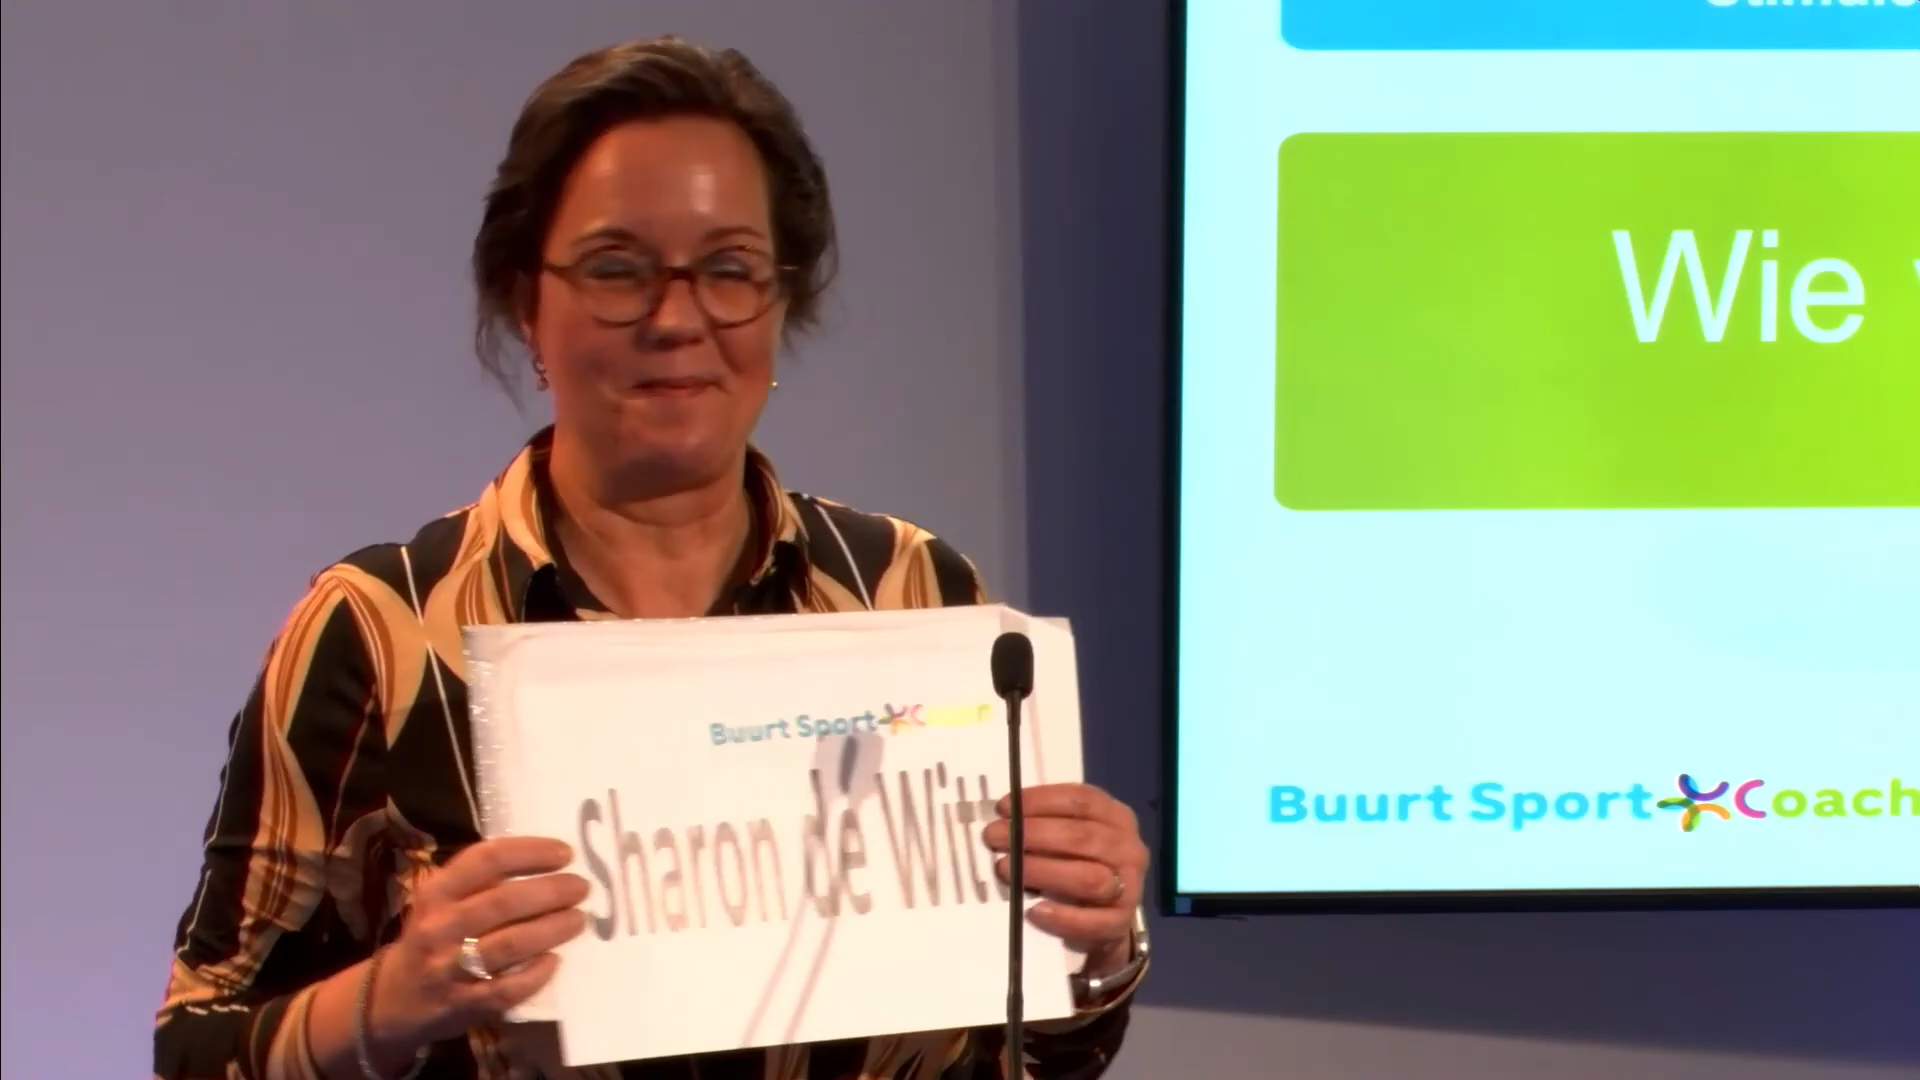 Wie
Buurt Sport Coach
Buurt Sport C
Sharon de Witt